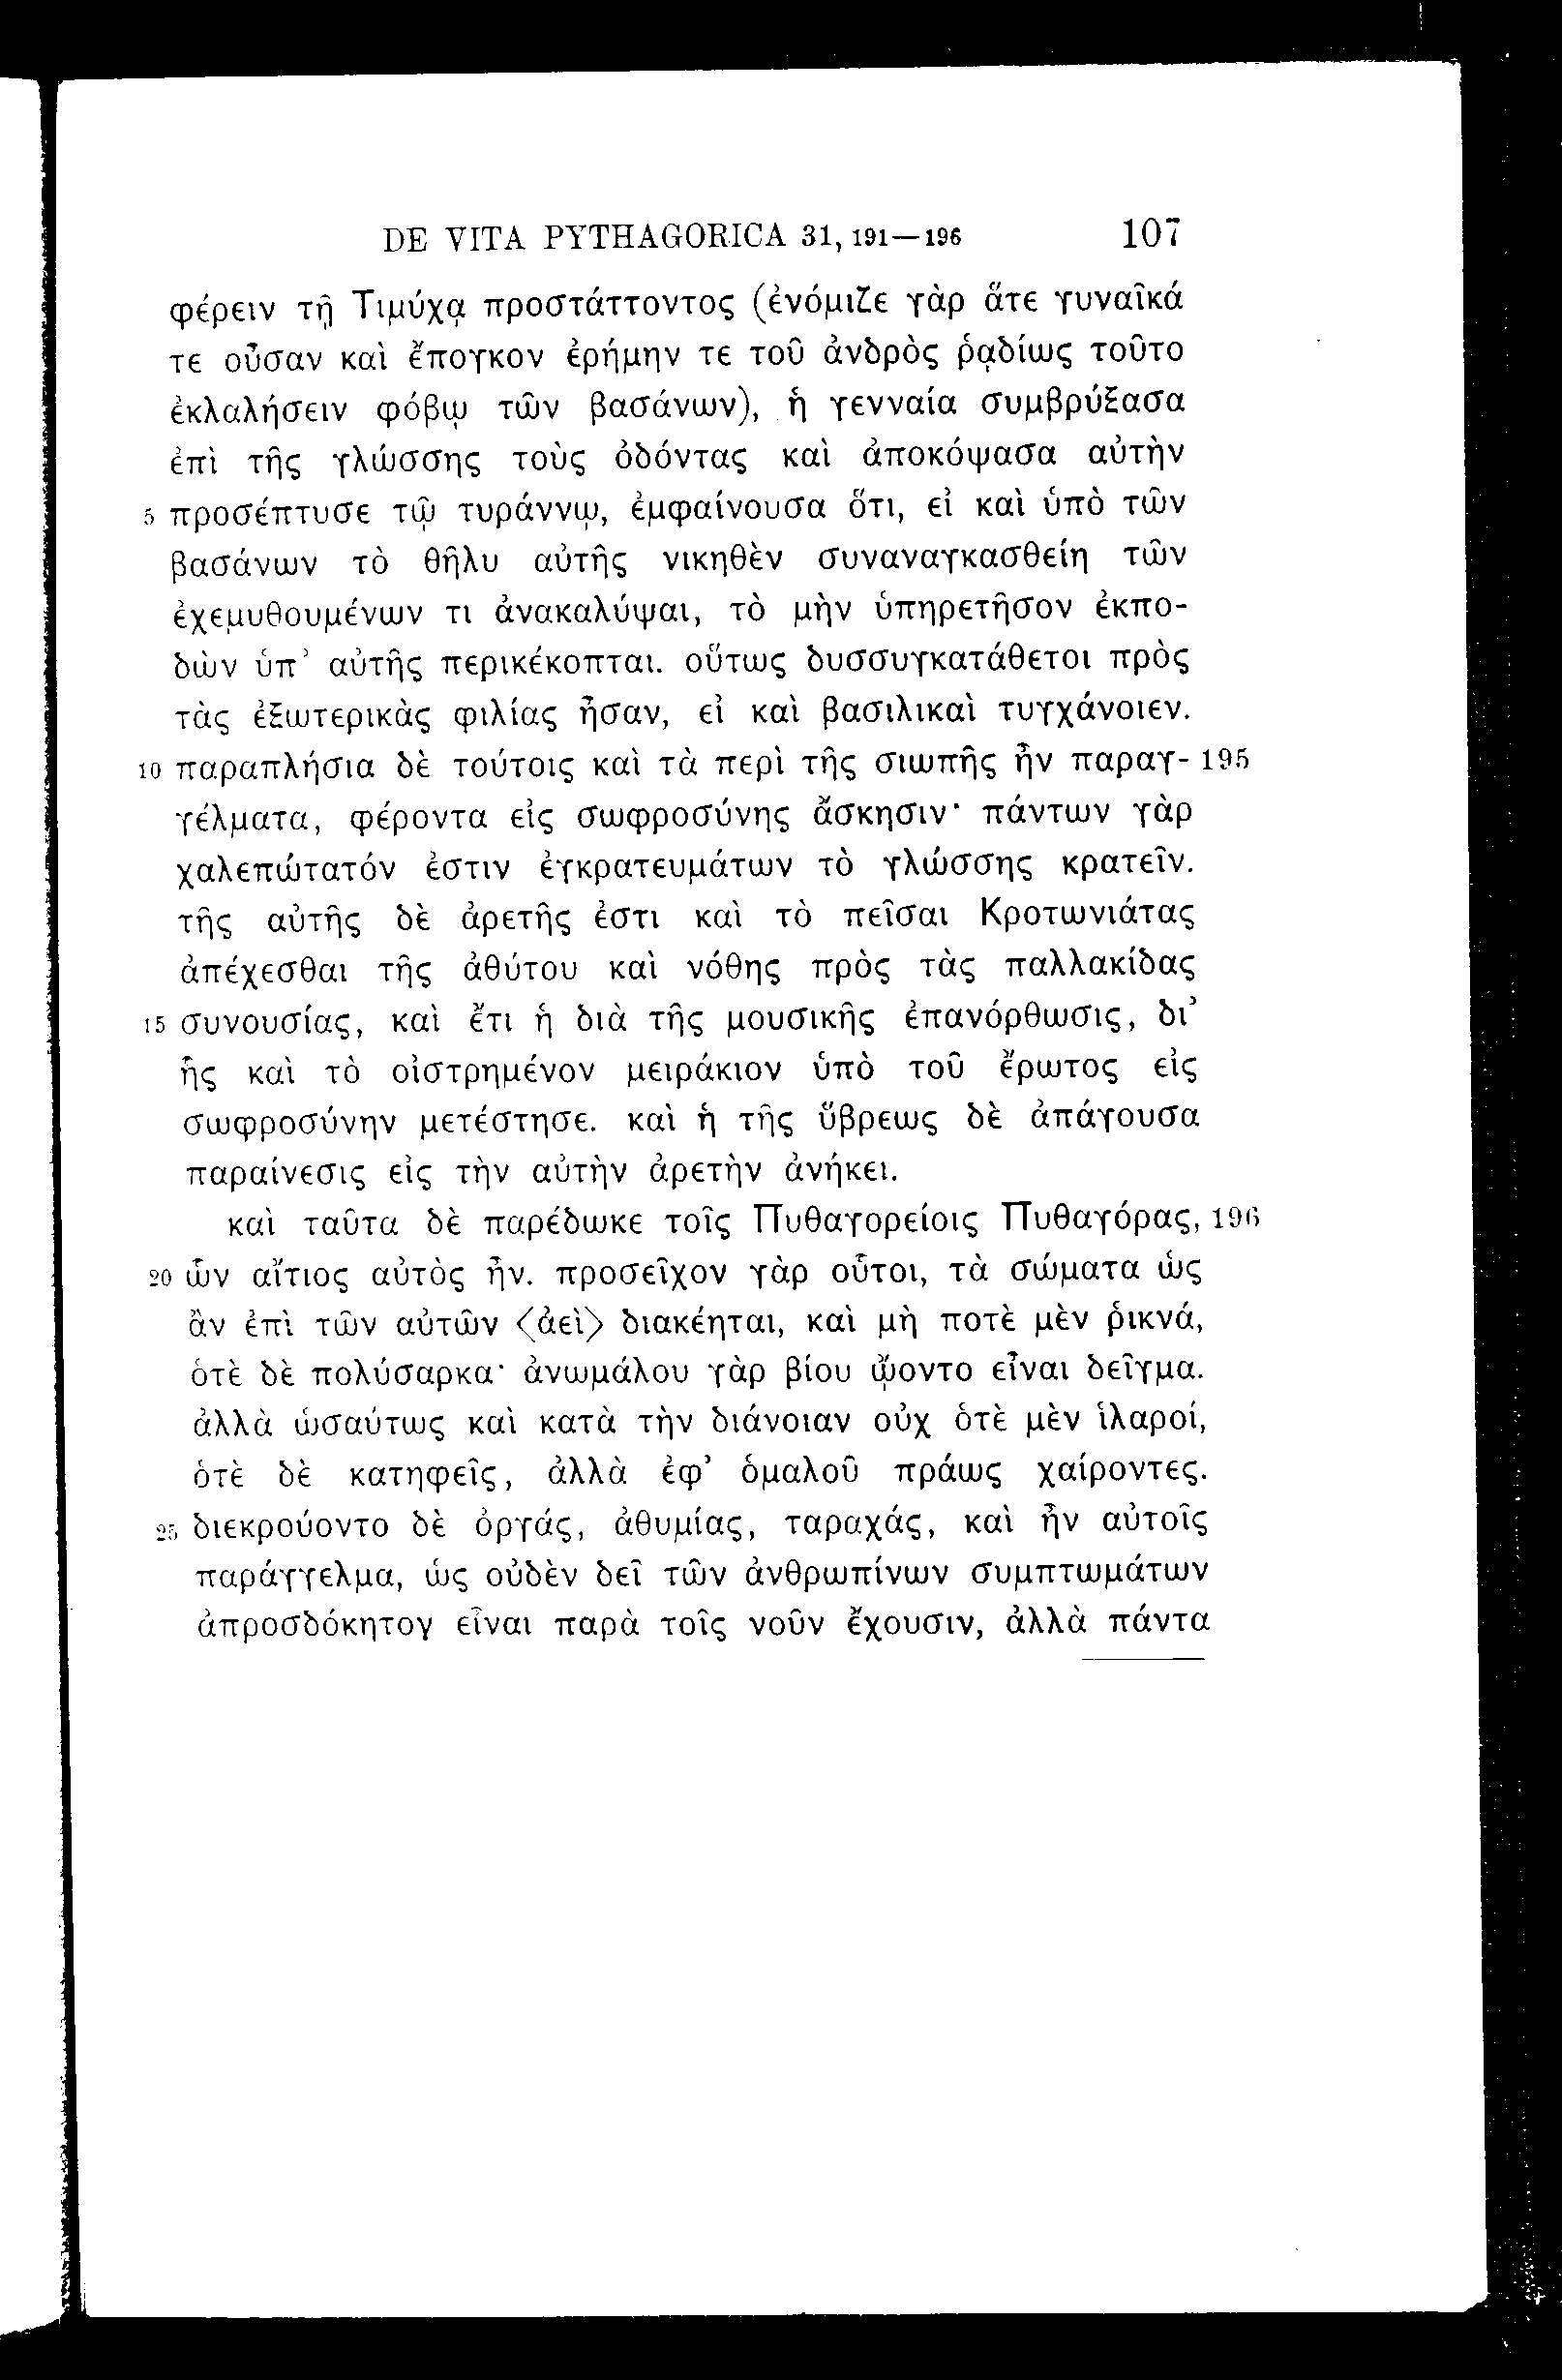 DE VITA PYTHAGORICA 31, 191—196 107
φέρειν τῇ Τιμύχᾳ προστάττοντος (ἐνόμιζε γὰρ ἅτε γυναῖκά
τε οὖσαν καὶ ἔπογκον ἐρήμην τε τοῦ ἀνδρὸς ῥᾳδίως τοῦτο
ἐκλαλήσειν φόβῳ τῶν βασάνων), ἡ γενναία συμβρύξασα
ἐπὶ τῆς γλώσσης τοὺς ὀδόντας καὶ ἀποκόψασα αὐτὴν
5 προσέπτυσε τῷ τυράννῳ, ἐμφαίνουσα ὅτι, εἰ καὶ ὑπὸ τῶν
βασάνων τὸ θῆλυ αὐτῆς νικηθὲν συναναγκασθείη τῶν
ἐχεμυθουμένων τι ἀνακαλύψαι, τὸ μὴν ὑπηρετῆσον ἐκπο-
δὼν ὑπ’ αὐτῆς περικέκοπται. οὕτως δυσσυγκατάθετοι πρὸς
τὰς ἐξωτερικὰς φιλίας ἦσαν, εἰ καὶ βασιλικαὶ τυγχάνοιεν.
10 παραπλήσια δὲ τούτοις καὶ τὰ περὶ τῆς σιωπῆς ἦν παραγ- 195
γέλματα, φέροντα εἰς σωφροσύνης ἄσκησιν· πάντων γὰρ
χαλεπώτατόν ἐστιν ἐγκρατευμάτων τὸ γλώσσης κρατεῖν.
τῆς αὐτῆς δὲ ἀρετῆς ἐστι καὶ τὸ πεῖσαι Κροτωνιάτας
ἀπέχεσθαι τῆς ἀθύτου καὶ νόθης πρὸς τὰς παλλακίδας
15 συνουσίας, καὶ ἔτι ἡ διὰ τῆς μουσικῆς ἐπανόρθωσις, δι’
ἧς καὶ τὸ οἰστρημένον μειράκιον ὑπὸ τοῦ ἔρωτος εἰς
σωφροσύνην μετέστησε. καὶ ἡ τῆς ὕβρεως δὲ ἀπάγουσα
παραίνεσις εἰς τὴν αὐτὴν ἀρετὴν ἀνήκει.
καὶ ταῦτα δὲ παρέδωκε τοῖς Πυθαγορείοις Πυθαγόρας, 196
20 ὧν αἴτιος αὐτὸς ἦν. προσεῖχον γὰρ οὗτοι, τὰ σώματα ὡς
ἂν ἐπὶ τῶν αὐτῶν 〈ἀεὶ〉 διακέηται, καὶ μὴ ποτὲ μὲν ῥικνά,
ὁτὲ δὲ πολύσαρκα· ἀνωμάλου γὰρ βίου ᾤοντο εἶναι δεῖγμα.
ἀλλὰ ὡσαύτως καὶ κατὰ τὴν διάνοιαν οὐχ ὁτὲ μὲν ἱλαροί,
ὁτὲ δὲ κατηφεῖς, ἀλλὰ ἐφ’ ὁμαλοῦ πράως χαίροντες.
25 διεκρούοντο δὲ ὀργάς, ἀθυμίας, ταραχάς, καὶ ἦν αὐτοῖς
παράγγελμα, ὡς οὐδὲν δεῖ τῶν ἀνθρωπίνων συμπτωμάτων
ἀπροσδόκητον εἶναι παρὰ τοῖς νοῦν ἔχουσιν, ἀλλὰ πάντα